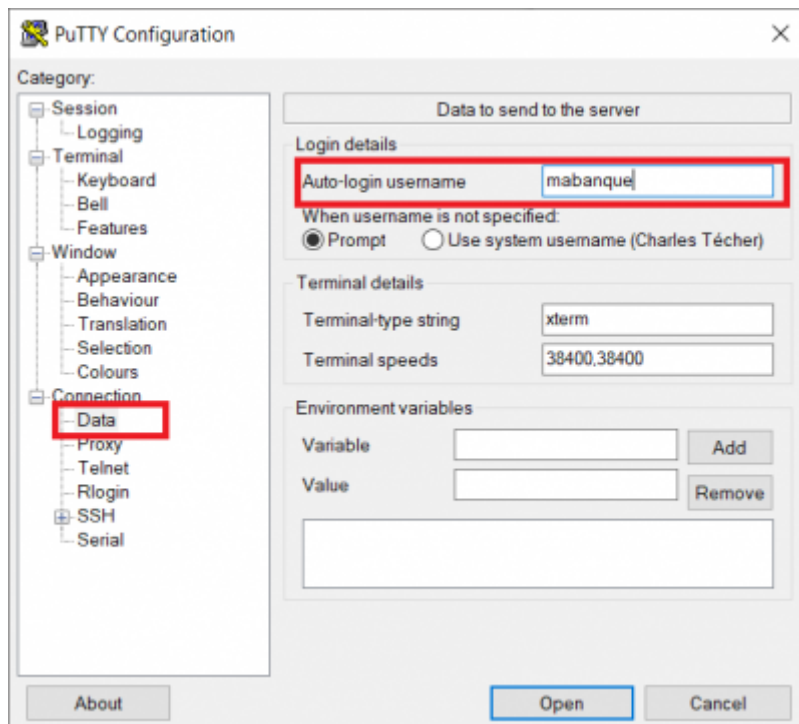 PuTTY Configuration
Category:
Session
Logging
Terminal
Keyboard
Bell
Features
Window
Appearance
Behaviour
Translation
Selection
Colours
Connection
Data
Proxy
Telnet
Rlogin
SSH
Serial
Data to send to the server
Login details
Auto-login username mabanque
When username is not specified:
Prompt Use system username (Charles Técher)
Terminal details
Terminal-type string xterm
Terminal speeds 38400,38400
Environment variables
Variable Add
Value Remove
About Open Cancel